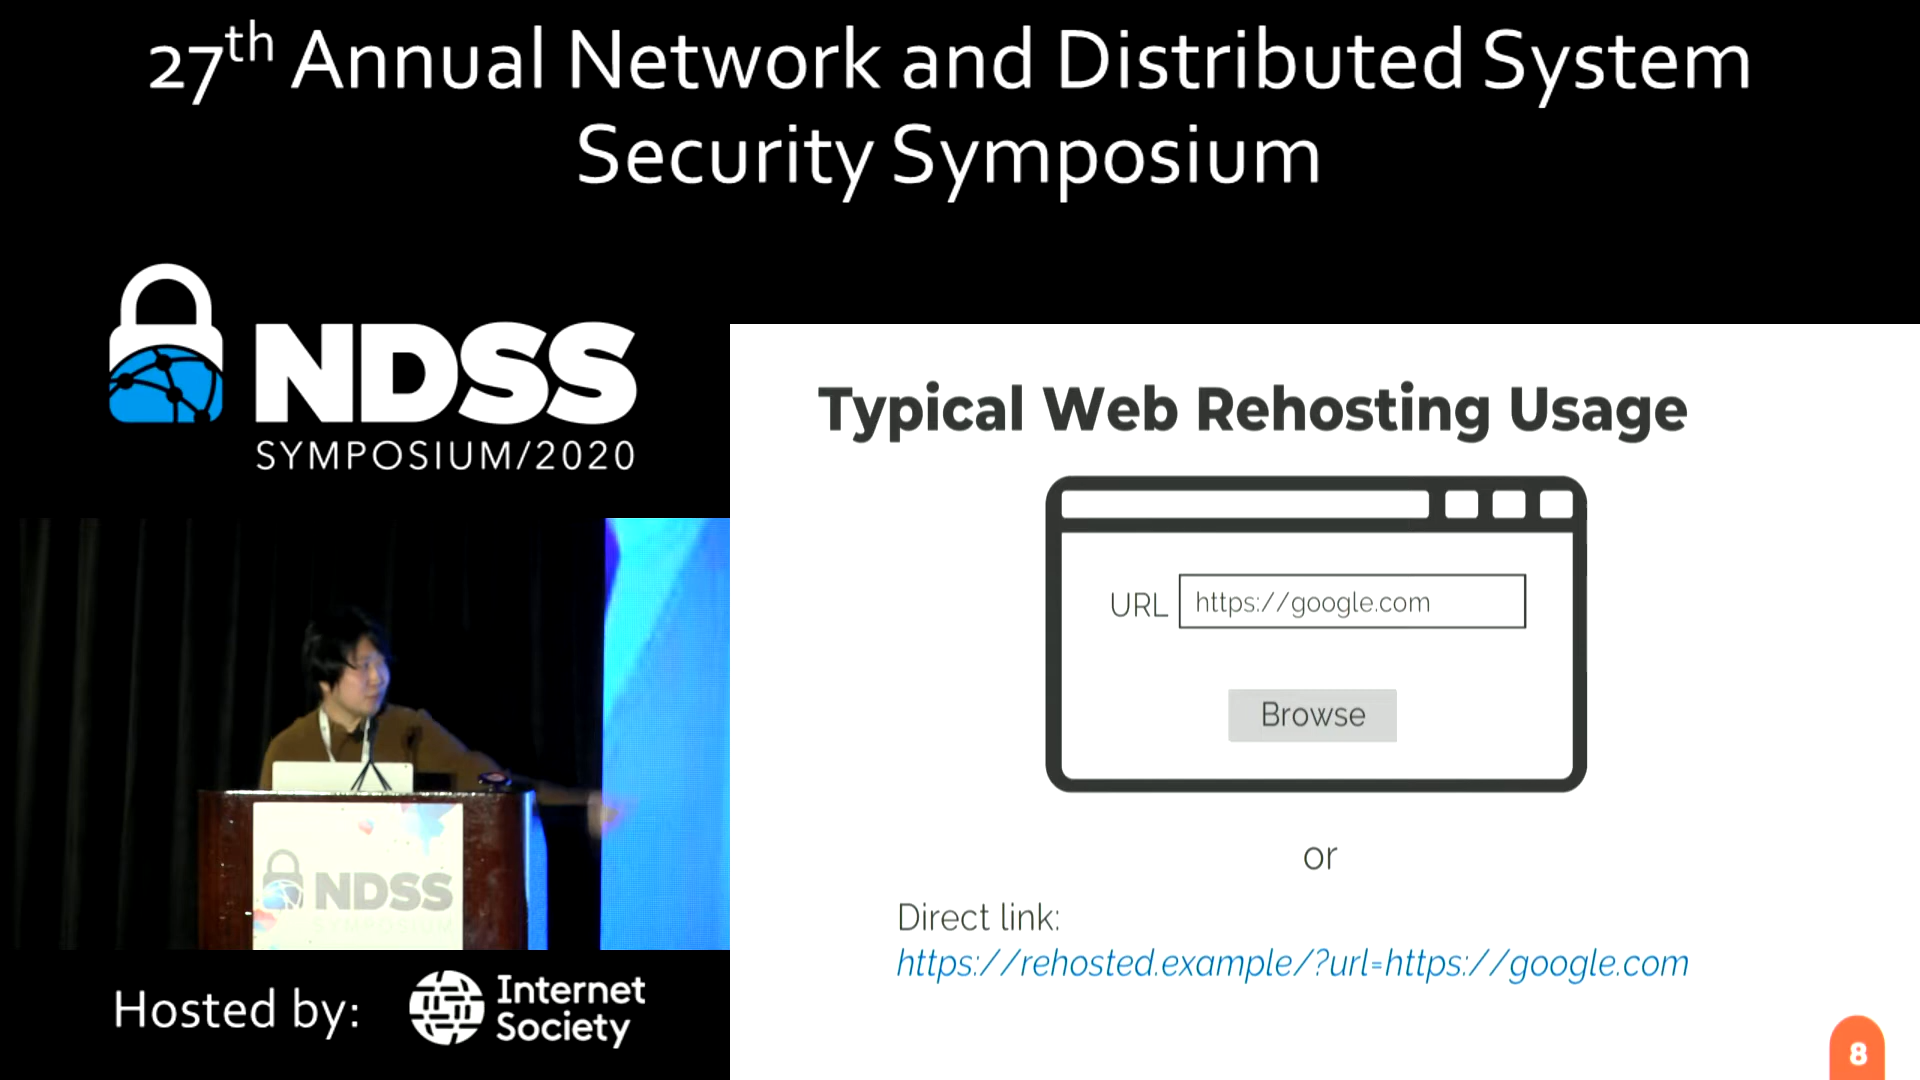 27th Annual Network and Distributed System
Security Symposium
NDSS
SYMPOSIUM/2020
Typical Web Rehosting Usage
URL https://google.com
Browse
or
Direct link:
https://rehosted.example/?url=https://google.com
NDSS
SYMPOSIUM
Hosted by:
Internet
Society
8